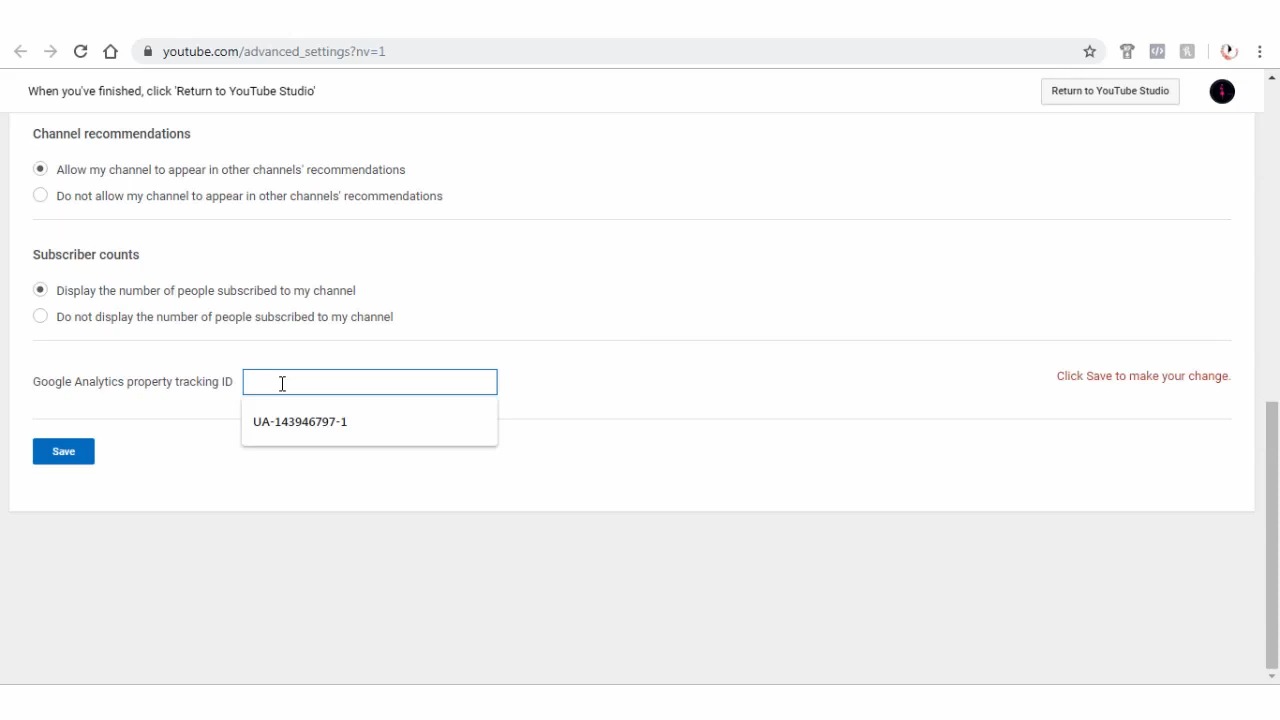 youtube.com/advanced_settings?nv=1
When you've finished, click 'Return to YouTube Studio'
Return to YouTube Studio
Channel recommendations
Allow my channel to appear in other channels' recommendations
Do not allow my channel to appear in other channels' recommendations
Subscriber counts
Display the number of people subscribed to my channel
Do not display the number of people subscribed to my channel
Google Analytics property tracking ID
Click Save to make your change.
UA-143946797-1
Save